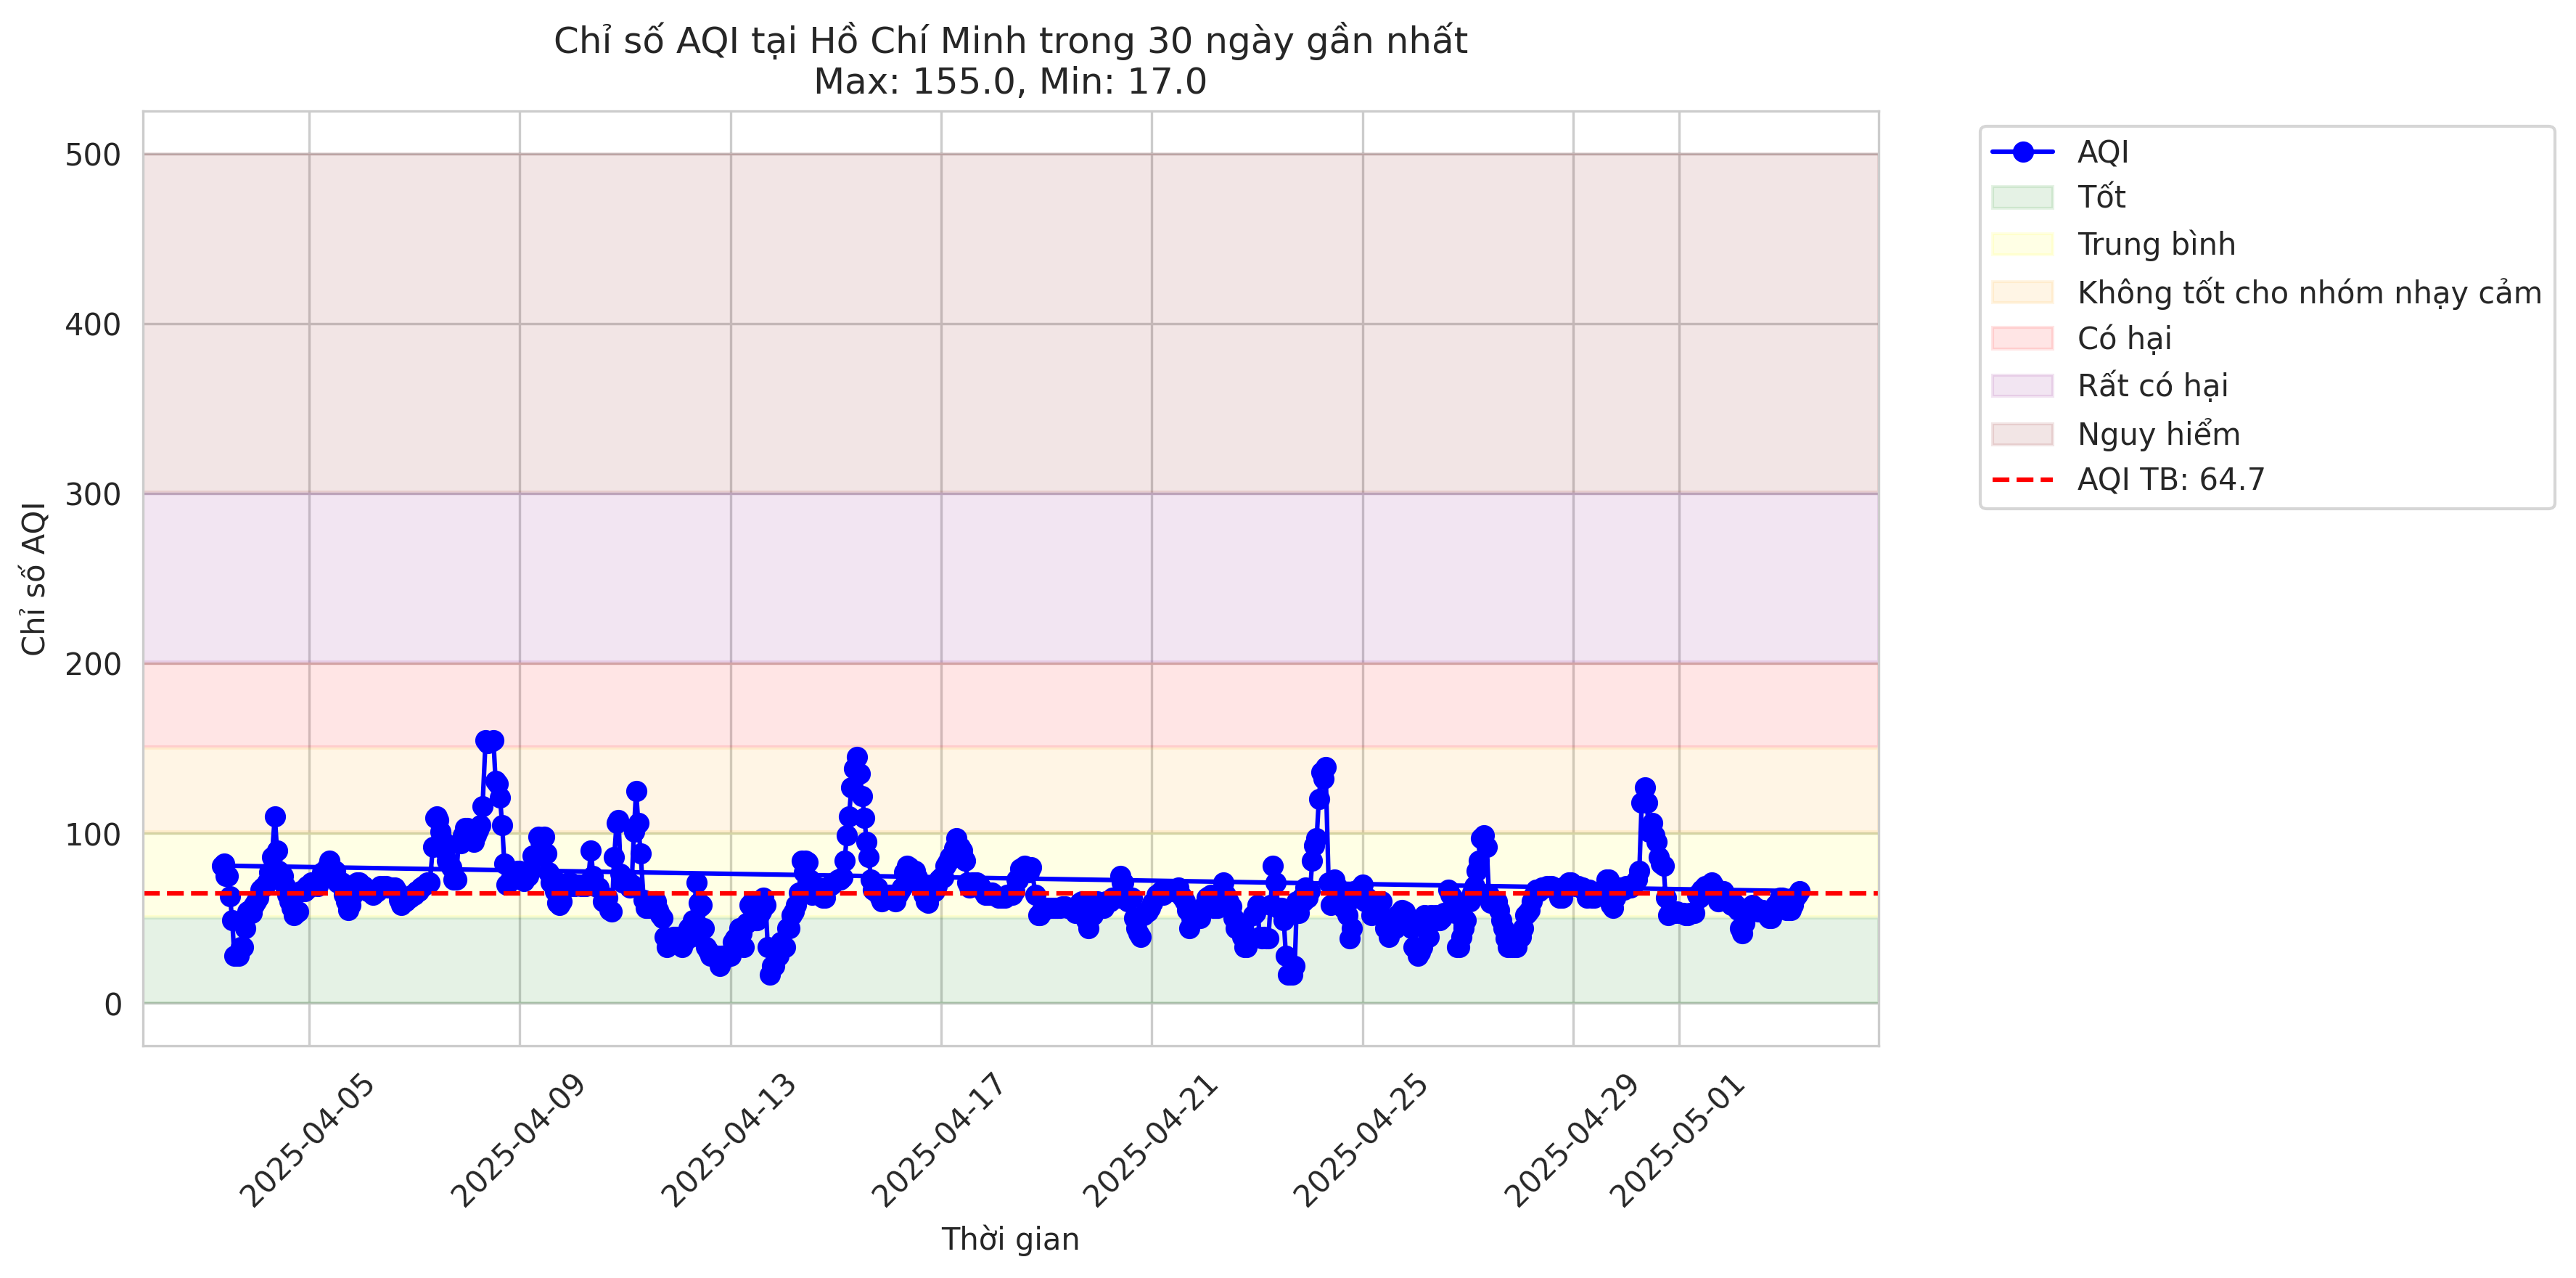 Chỉ số AQI tại Hồ Chí Minh trong 30 ngày gần nhất
Max: 155.0, Min: 17.0
Chỉ số AQI
500
400
300
200
100
0
2025-04-05
2025-04-09
2025-04-13
2025-04-17
2025-04-21
2025-04-25
2025-04-29
2025-05-01
Thời gian
AQI
Tốt
Trung bình
Không tốt cho nhóm nhạy cảm
Có hại
Rất có hại
Nguy hiểm
AQI TB: 64.7